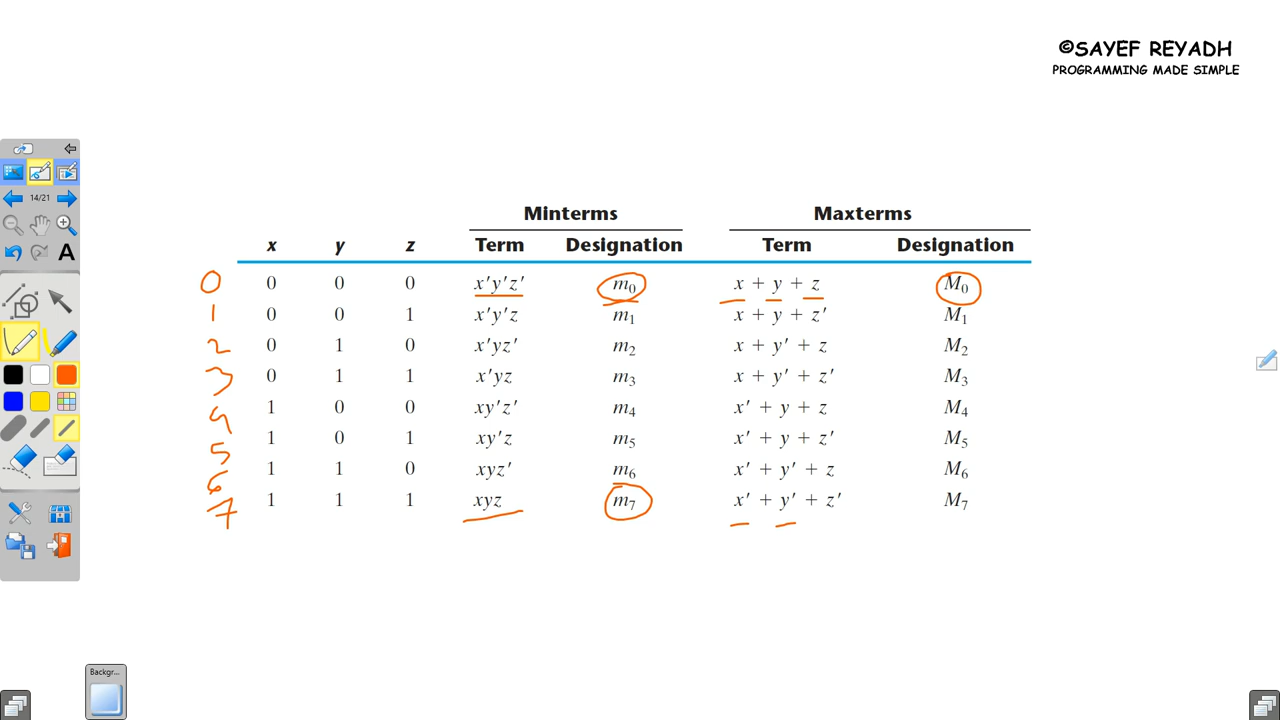 ©SAYEF REYADH
PROGRAMMING MADE SIMPLE
14/21
A
Minterms Maxterms
x y z Term Designation Term Designation
0 0 0 0 x′y′z′ m₀ x + y + z M₀
1 0 0 1 x′y′z m₁ x + y + z′ M₁
2 0 1 0 x′yz′ m₂ x + y′ + z M₂
3 0 1 1 x′yz m₃ x + y′ + z′ M₃
4 1 0 0 xy′z′ m₄ x′ + y + z M₄
5 1 0 1 xy′z m₅ x′ + y + z′ M₅
6 1 1 0 xyz′ m₆ x′ + y′ + z M₆
7 1 1 1 xyz m₇ x′ + y′ + z′ M₇
Backgr...